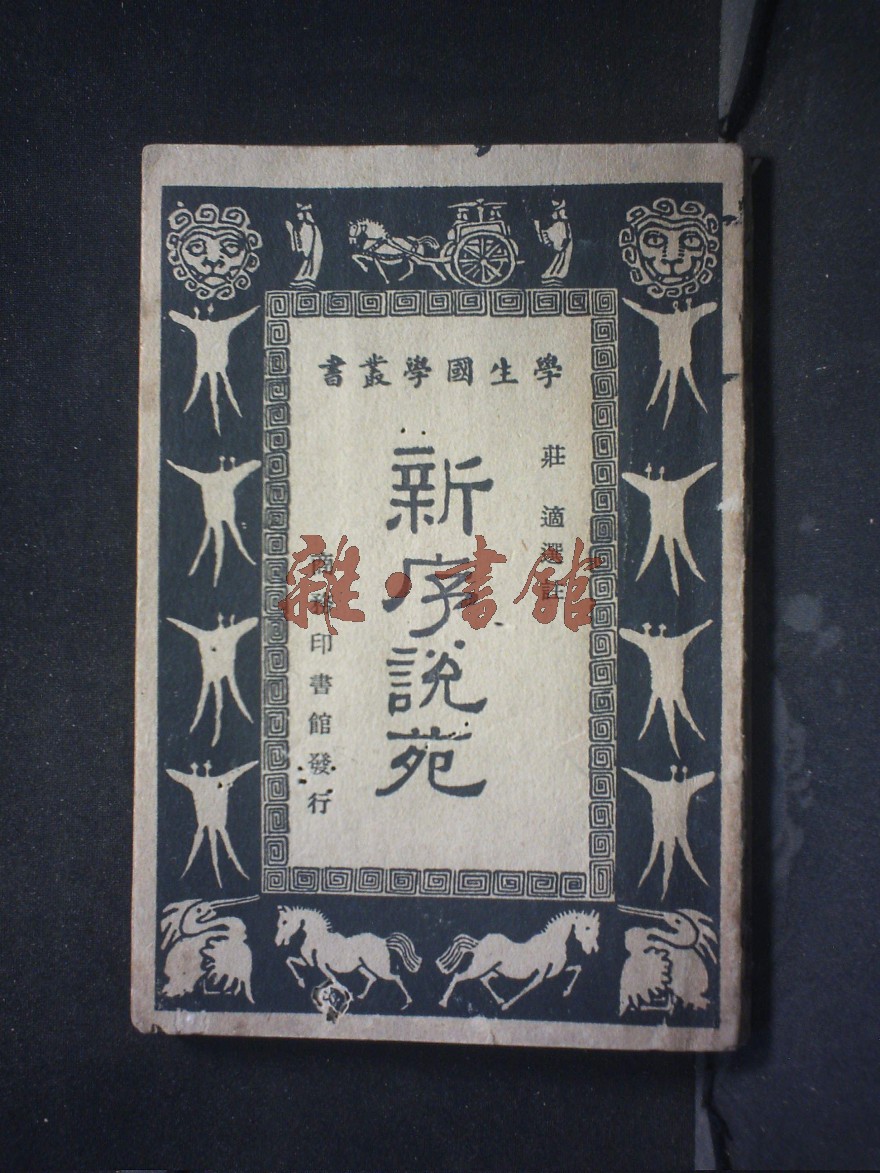 學生國學叢書
莊適選註
新序說苑
商務印書館發行
雜·書館